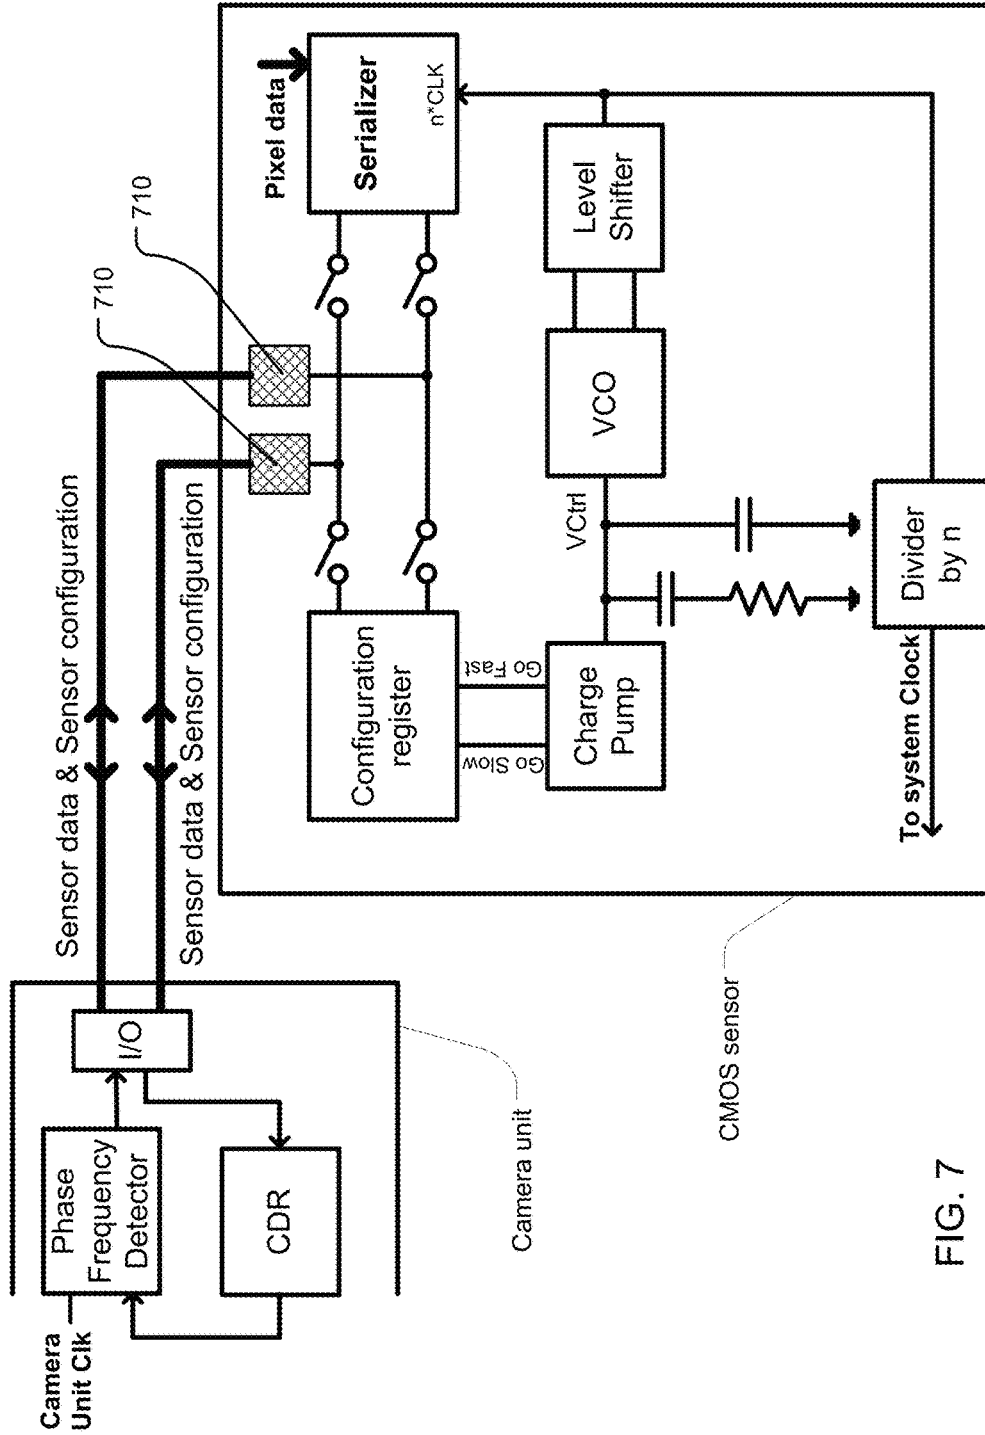 Camera
Unit Clk
Phase
Frequency
Detector
I/O
CDR
Camera unit
Sensor data & Sensor configuration
Sensor data & Sensor configuration
710
710
Pixel data
Serializer
n*CLK
Configuration
register
Go Slow
Go Fast
Charge
Pump
VCtrl
VCO
Level
Shifter
Divider
by n
To system Clock
CMOS sensor
FIG. 7